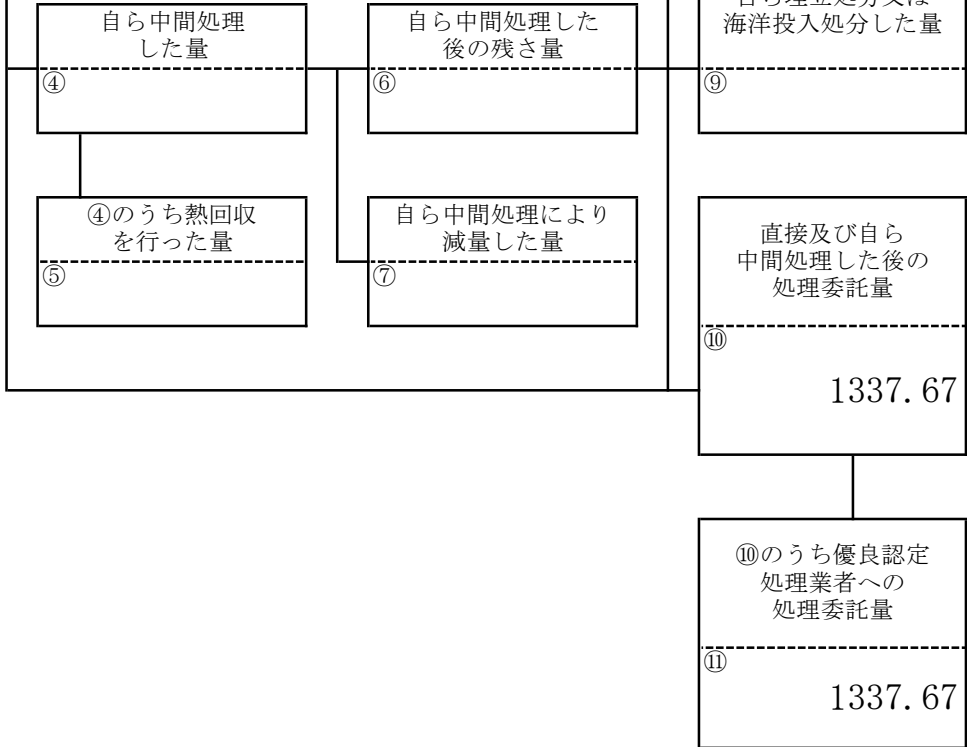 自ら中間処理
した量
④
自ら中間処理した
後の残さ量
⑥
海洋投入処分した量
⑨
④のうち熱回収
を行った量
⑤
自ら中間処理により
減量した量
⑦
直接及び自ら
中間処理した後の
処理委託量
⑩
1337.67
⑩のうち優良認定
処理業者への
処理委託量
⑪
1337.67